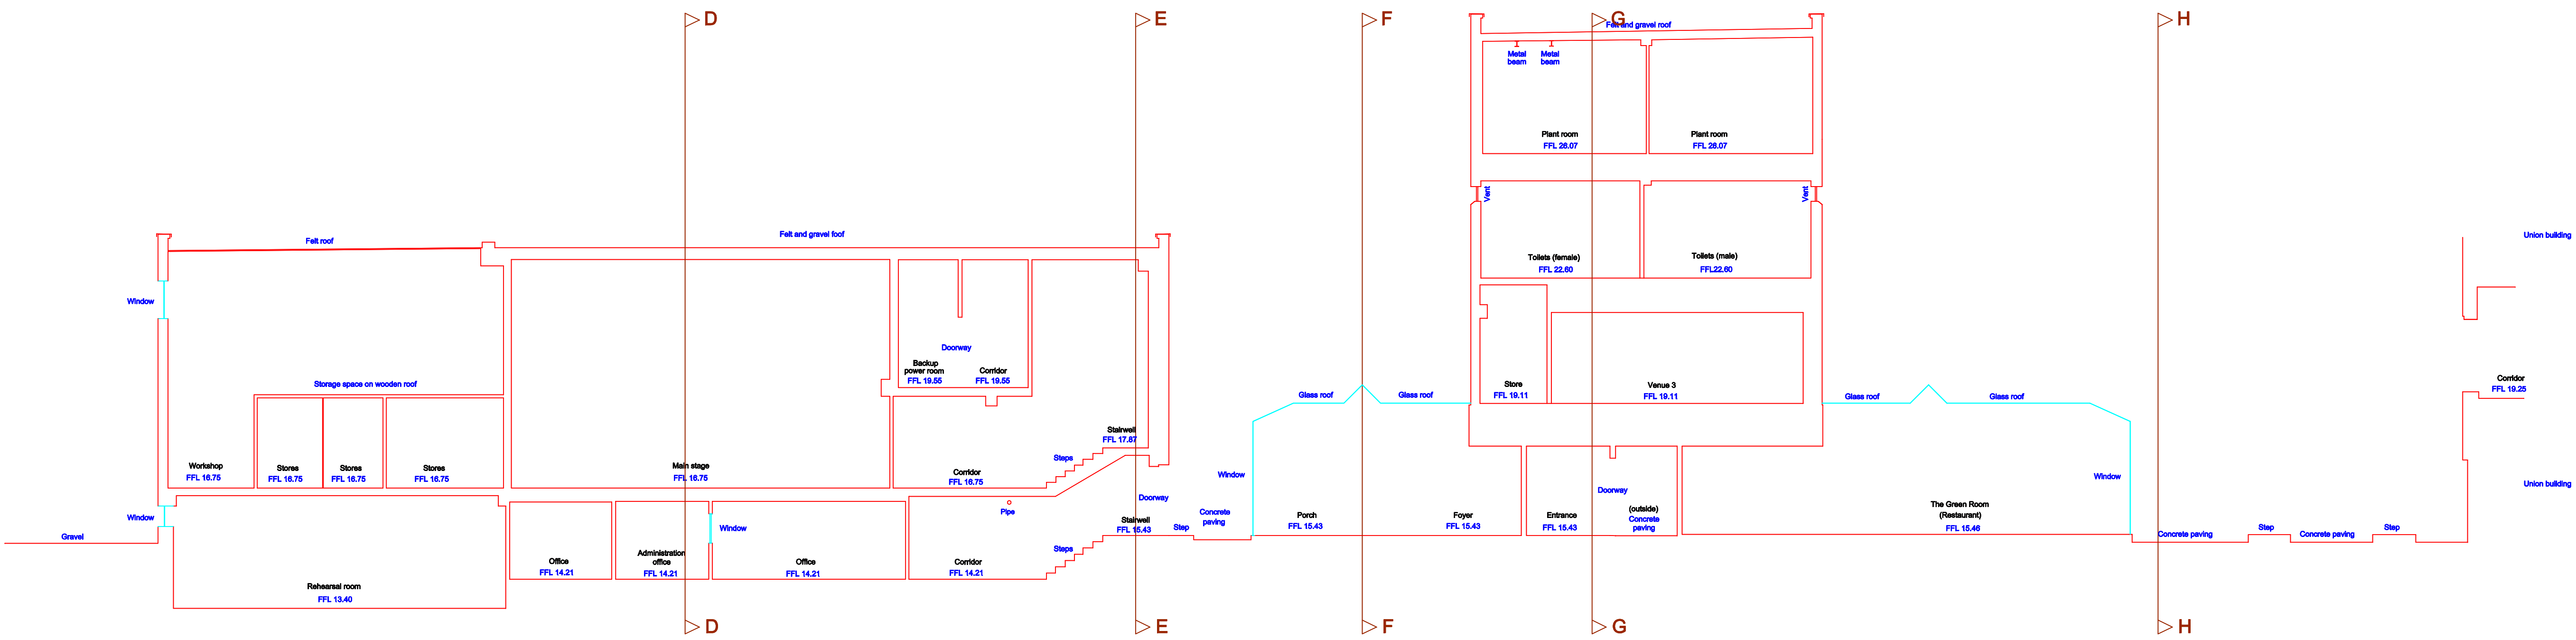 D
E
F
G
H
Felt and gravel roof
Metal
beam
Metal
beam
Plant room
FFL 26.07
Plant room
FFL 26.07
Vent
Vent
Felt roof
Felt and gravel foof
Union building
Toilets (female)
FFL 22.60
Toilets (male)
FFL22.60
Window
Doorway
Backup
power room
FFL 19.55
Corridor
FFL 19.55
Storage space on wooden roof
Glass roof
Glass roof
Store
FFL 19.11
Venue 3
FFL 19.11
Glass roof
Glass roof
Corridor
FFL 19.25
Stairwell
FFL 17.87
Steps
Workshop
FFL 16.75
Stores
FFL 16.75
Stores
FFL 16.75
Stores
FFL 16.75
Main stage
FFL 16.75
Corridor
FFL 16.75
Window
Window
Union building
Doorway
Doorway
Window
Pipe
Window
Stairwell
FFL 15.43
Step
Concrete
paving
Porch
FFL 15.43
Foyer
FFL 15.43
Entrance
FFL 15.43
(outside)
Concrete
paving
The Green Room
(Restaurant)
FFL 15.46
Concrete paving
Step
Concrete paving
Step
Gravel
Steps
Office
FFL 14.21
Administration
office
FFL 14.21
Office
FFL 14.21
Corridor
FFL 14.21
Rehearsal room
FFL 13.40
D
E
F
G
H